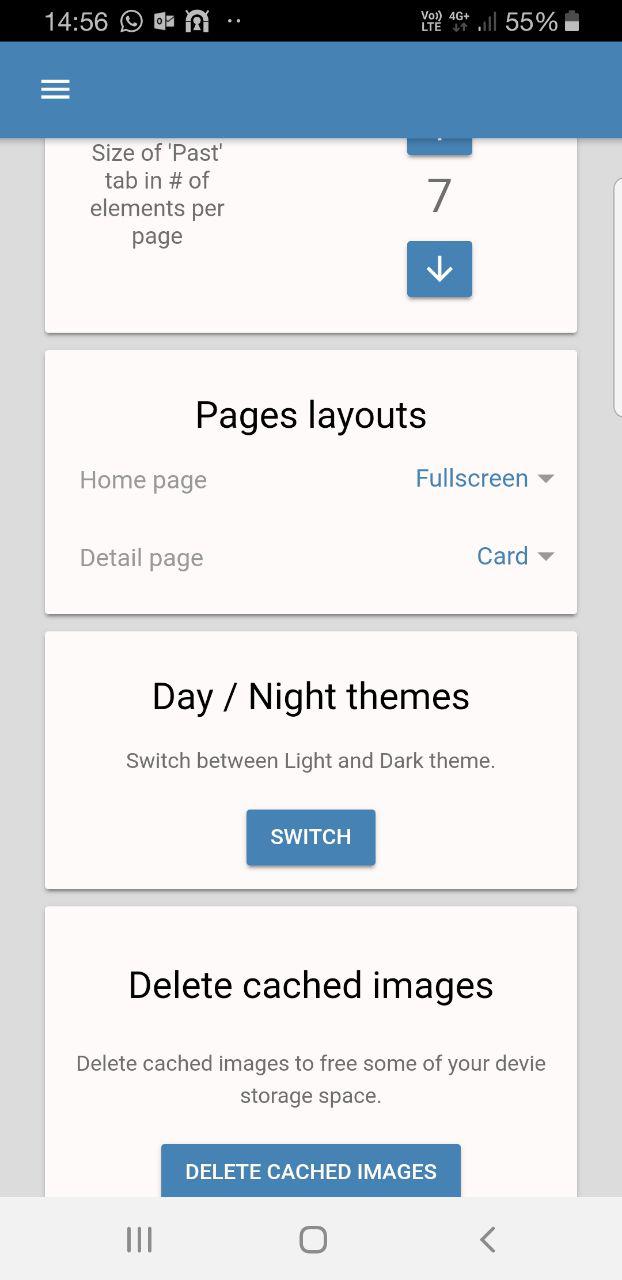 14:56 Vo) 4G+ LTE 55%
Size of 'Past'
tab in # of
elements per
page
7
Pages layouts
Home page Fullscreen
Detail page Card
Day / Night themes
Switch between Light and Dark theme.
SWITCH
Delete cached images
Delete cached images to free some of your devie
storage space.
DELETE CACHED IMAGES